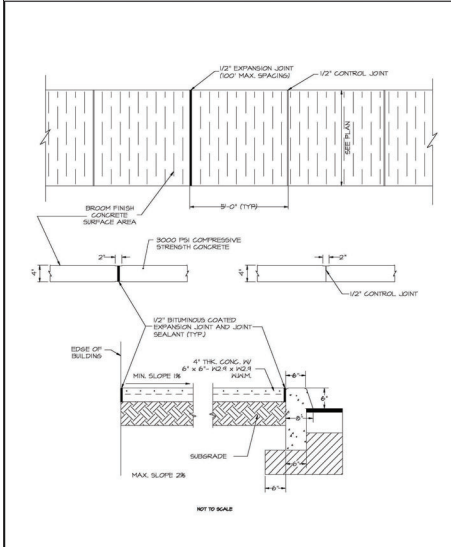 1/2" EXPANSION JOINT
(100' MAX. SPACING)
1/2" CONTROL JOINT
SEE PLAN
BROOM FINISH
CONCRETE
SURFACE AREA
5'-0" (TYP.)
3000 PSI COMPRESSIVE
STRENGTH CONCRETE
2"
2"
4"
4"
1/2" CONTROL JOINT
1/2" BITUMINOUS COATED
EXPANSION JOINT AND JOINT
SEALANT (TYP.)
EDGE OF
BUILDING
4" THK. CONC. W/
6" x 6"- W2.9 x W2.9
W.W.M.
MIN. SLOPE 1%
6"
6"
8"
SUBGRADE
6"
MAX. SLOPE 2%
6"
NOT TO SCALE